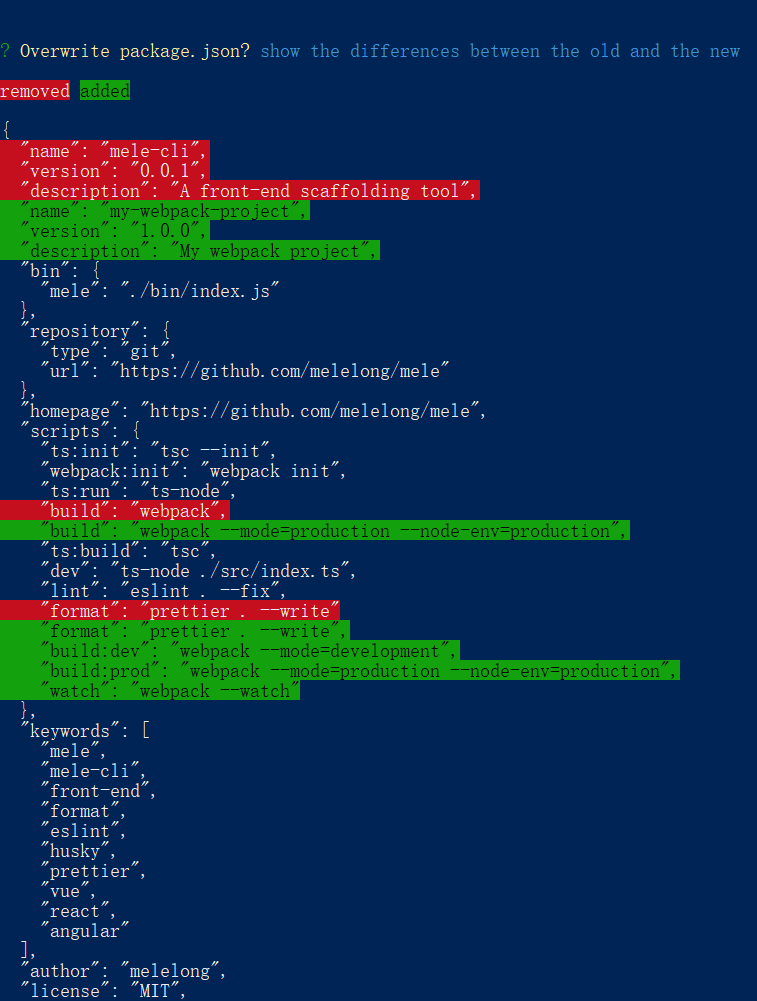 ? Overwrite package.json? show the differences between the old and the new
removed added
{
  "name": "mele-cli",
  "version": "0.0.1",
  "description": "A front-end scaffolding tool",
  "name": "my-webpack-project",
  "version": "1.0.0",
  "description": "My webpack project",
  "bin": {
    "mele": "./bin/index.js"
  },
  "repository": {
    "type": "git",
    "url": "https://github.com/melelong/mele"
  },
  "homepage": "https://github.com/melelong/mele",
  "scripts": {
    "ts:init": "tsc --init",
    "webpack:init": "webpack init",
    "ts:run": "ts-node",
    "build": "webpack",
    "build": "webpack --mode=production --node-env=production",
    "ts:build": "tsc",
    "dev": "ts-node ./src/index.ts",
    "lint": "eslint . --fix",
    "format": "prettier . --write"
    "format": "prettier . --write",
    "build:dev": "webpack --mode=development",
    "build:prod": "webpack --mode=production --node-env=production",
    "watch": "webpack --watch"
  },
  "keywords": [
    "mele",
    "mele-cli",
    "front-end",
    "format",
    "eslint",
    "husky",
    "prettier",
    "vue",
    "react",
    "angular"
  ],
  "author": "melelong",
  "license": "MIT",